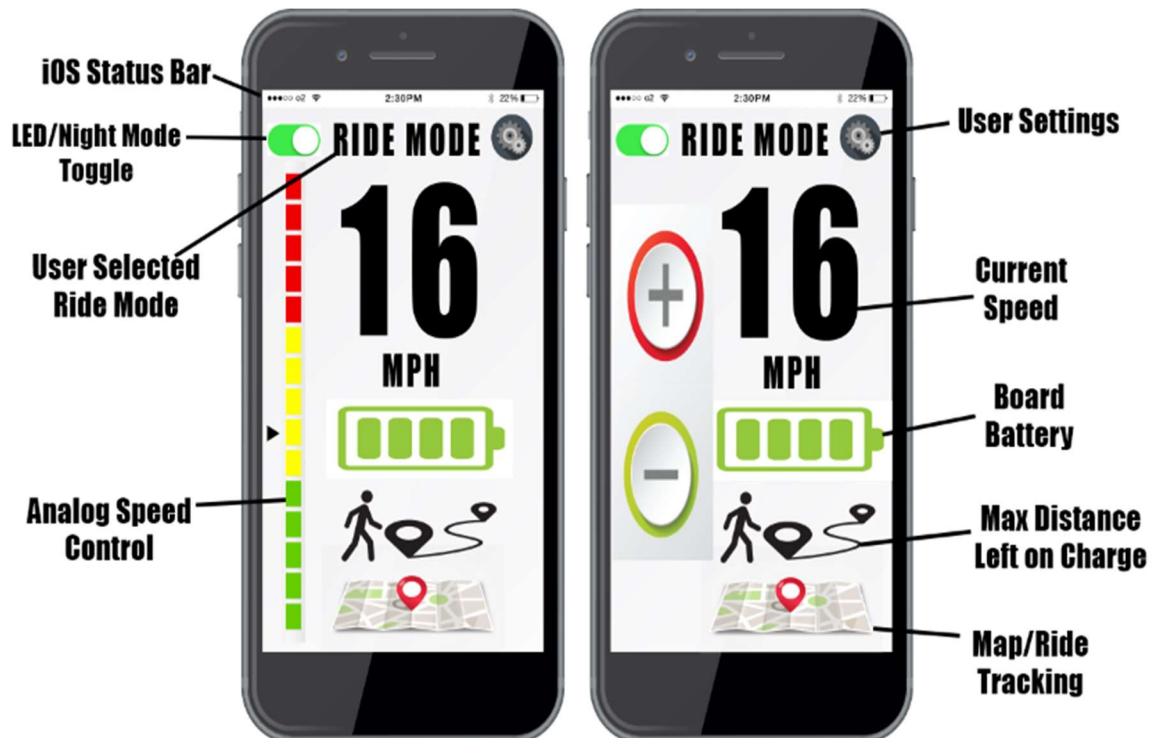 iOS Status Bar
LED/Night Mode
Toggle
User Selected
Ride Mode
Analog Speed
Control
●●●○○ o2 2:30PM 22%
RIDE MODE
16
MPH
●●●○○ o2 2:30PM 22%
RIDE MODE
16
MPH
User Settings
Current
Speed
Board
Battery
Max Distance
Left on Charge
Map/Ride
Tracking